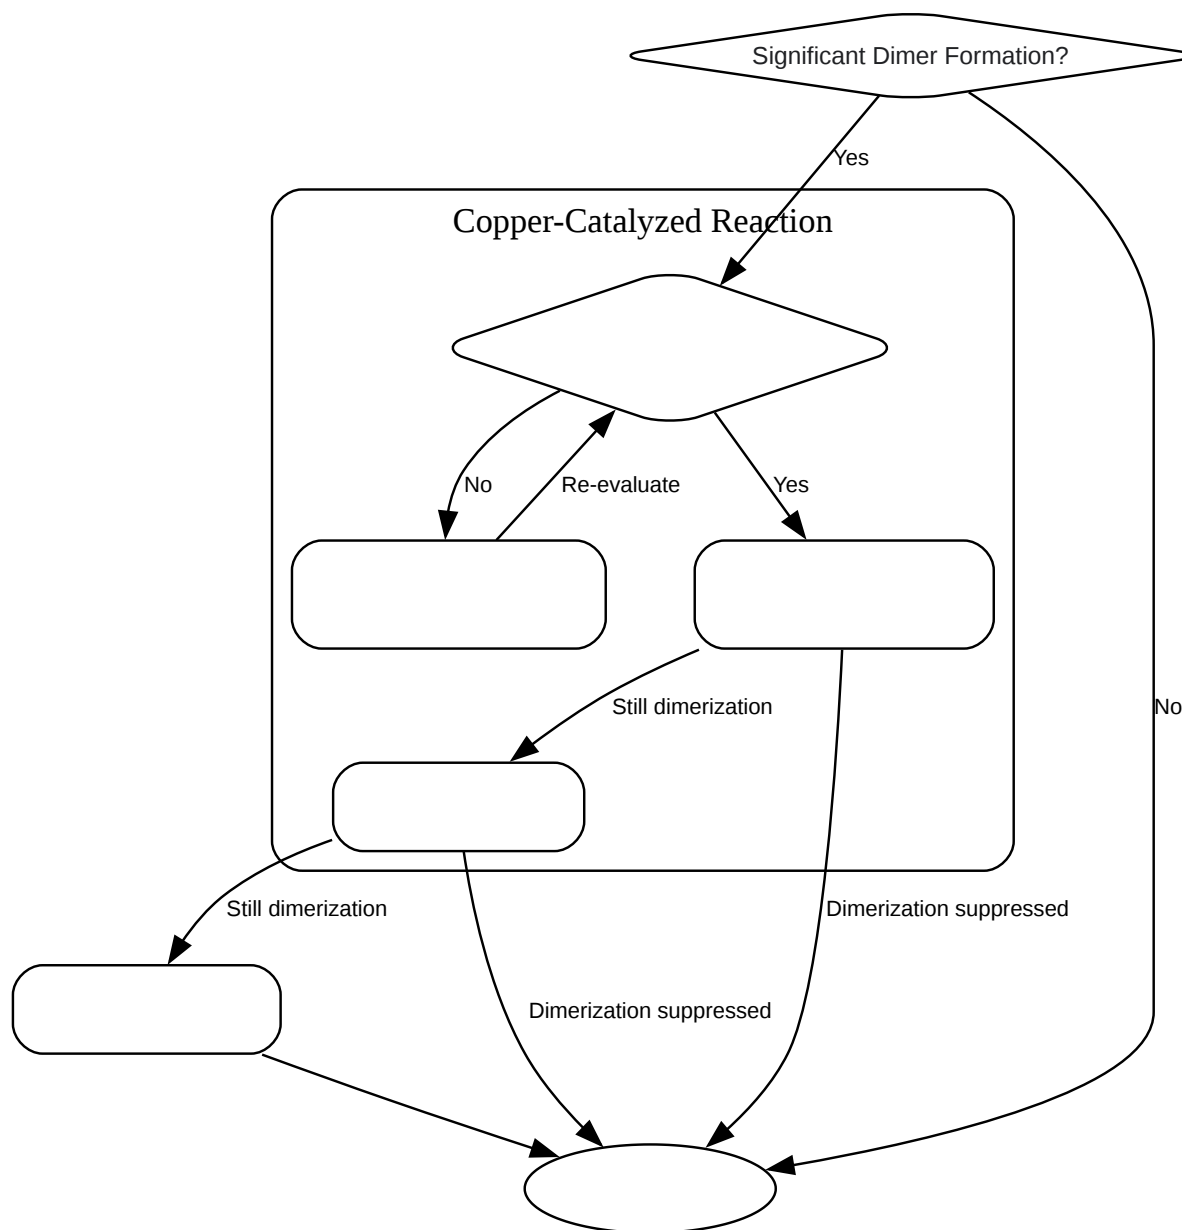 Significant Dimer Formation?
Yes
Copper-Catalyzed Reaction
No
Re-evaluate
Yes
Still dimerization
No
Still dimerization
Dimerization suppressed
Dimerization suppressed